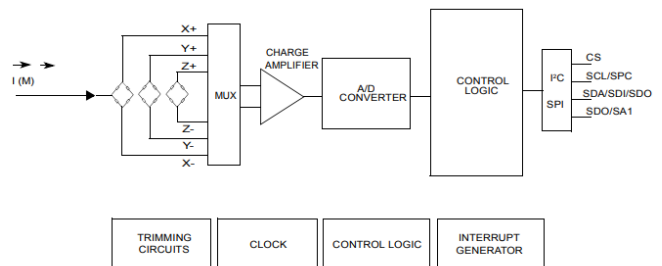 X+
Y+
Z+
I (M)
MUX
Z-
Y-
X-
CHARGE
AMPLIFIER
A/D
CONVERTER
CONTROL
LOGIC
I²C
SPI
CS
SCL/SPC
SDA/SDI/SDO
SDO/SA1
TRIMMING
CIRCUITS
CLOCK
CONTROL LOGIC
INTERRUPT
GENERATOR